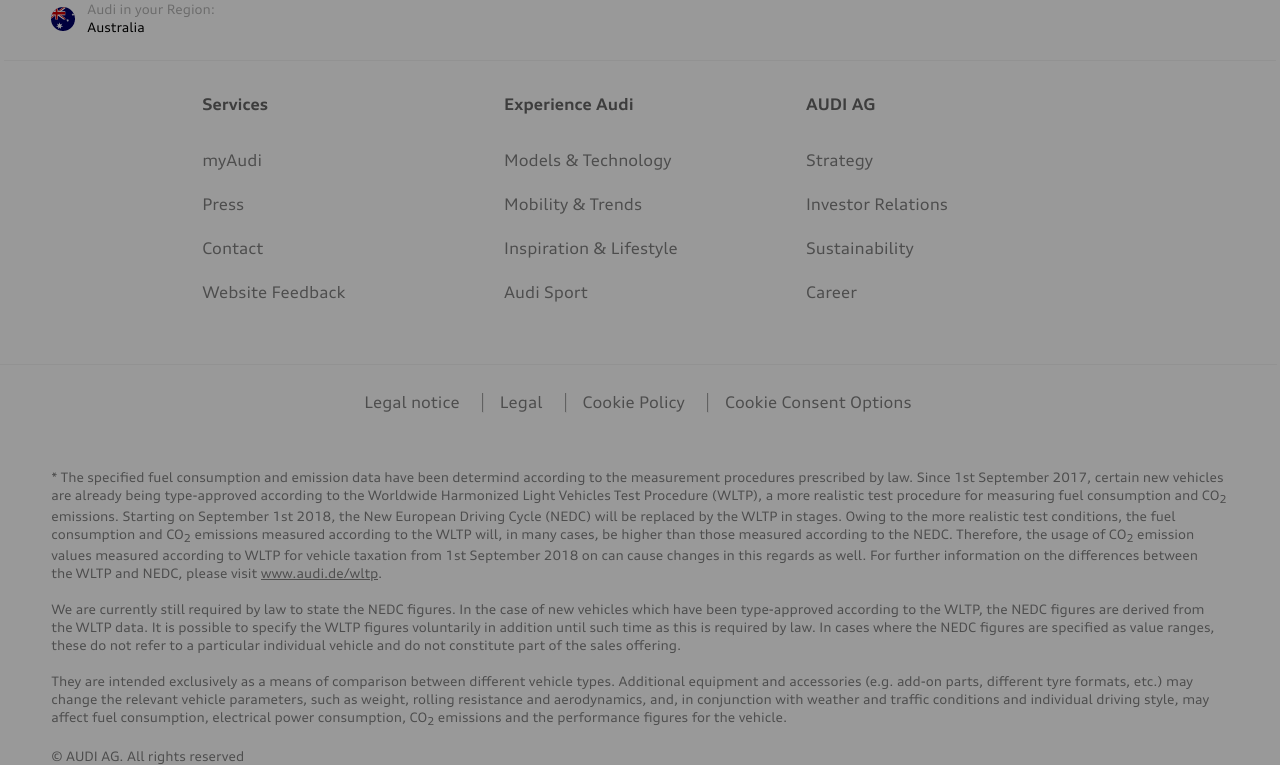 Audi in your Region:
Australia
Services
myAudi
Press
Contact
Website Feedback
Experience Audi
Models & Technology
Mobility & Trends
Inspiration & Lifestyle
Audi Sport
AUDI AG
Strategy
Investor Relations
Sustainability
Career
Legal notice | Legal | Cookie Policy | Cookie Consent Options
* The specified fuel consumption and emission data have been determind according to the measurement procedures prescribed by law. Since 1st September 2017, certain new vehicles
are already being type-approved according to the Worldwide Harmonized Light Vehicles Test Procedure (WLTP), a more realistic test procedure for measuring fuel consumption and CO2
emissions. Starting on September 1st 2018, the New European Driving Cycle (NEDC) will be replaced by the WLTP in stages. Owing to the more realistic test conditions, the fuel
consumption and CO2 emissions measured according to the WLTP will, in many cases, be higher than those measured according to the NEDC. Therefore, the usage of CO2 emission
values measured according to WLTP for vehicle taxation from 1st September 2018 on can cause changes in this regards as well. For further information on the differences between
the WLTP and NEDC, please visit www.audi.de/wltp.
We are currently still required by law to state the NEDC figures. In the case of new vehicles which have been type-approved according to the WLTP, the NEDC figures are derived from
the WLTP data. It is possible to specify the WLTP figures voluntarily in addition until such time as this is required by law. In cases where the NEDC figures are specified as value ranges,
these do not refer to a particular individual vehicle and do not constitute part of the sales offering.
They are intended exclusively as a means of comparison between different vehicle types. Additional equipment and accessories (e.g. add-on parts, different tyre formats, etc.) may
change the relevant vehicle parameters, such as weight, rolling resistance and aerodynamics, and, in conjunction with weather and traffic conditions and individual driving style, may
affect fuel consumption, electrical power consumption, CO2 emissions and the performance figures for the vehicle.
© AUDI AG. All rights reserved